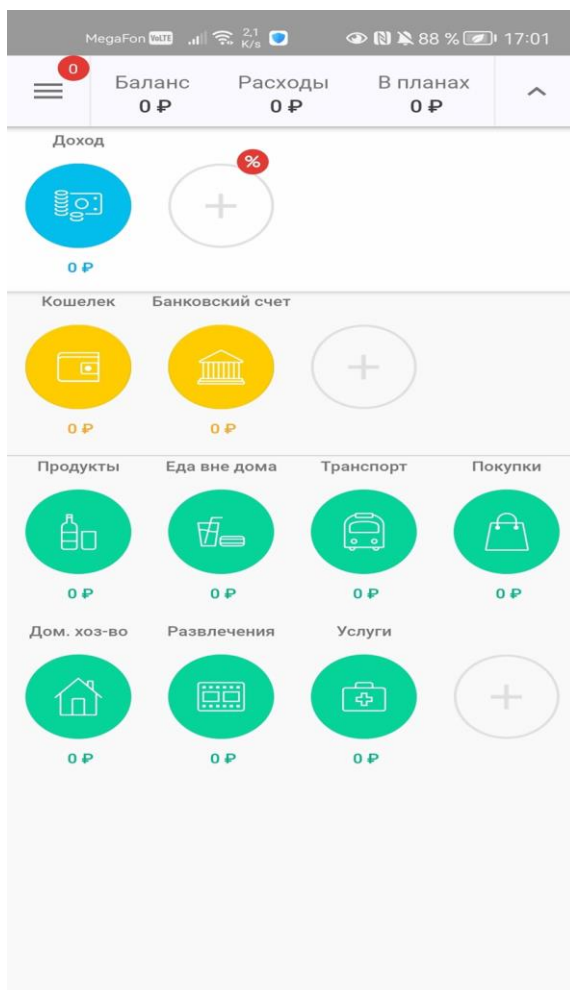 MegaFon VoLTE 2,1 K/s 88 % 17:01
0
Баланс Расходы В планах
0 ₽ 0 ₽ 0 ₽
Доход
%
0 ₽
Кошелек Банковский счет
0 ₽ 0 ₽
Продукты Еда вне дома Транспорт Покупки
0 ₽ 0 ₽ 0 ₽ 0 ₽
Дом. хоз-во Развлечения Услуги
0 ₽ 0 ₽ 0 ₽